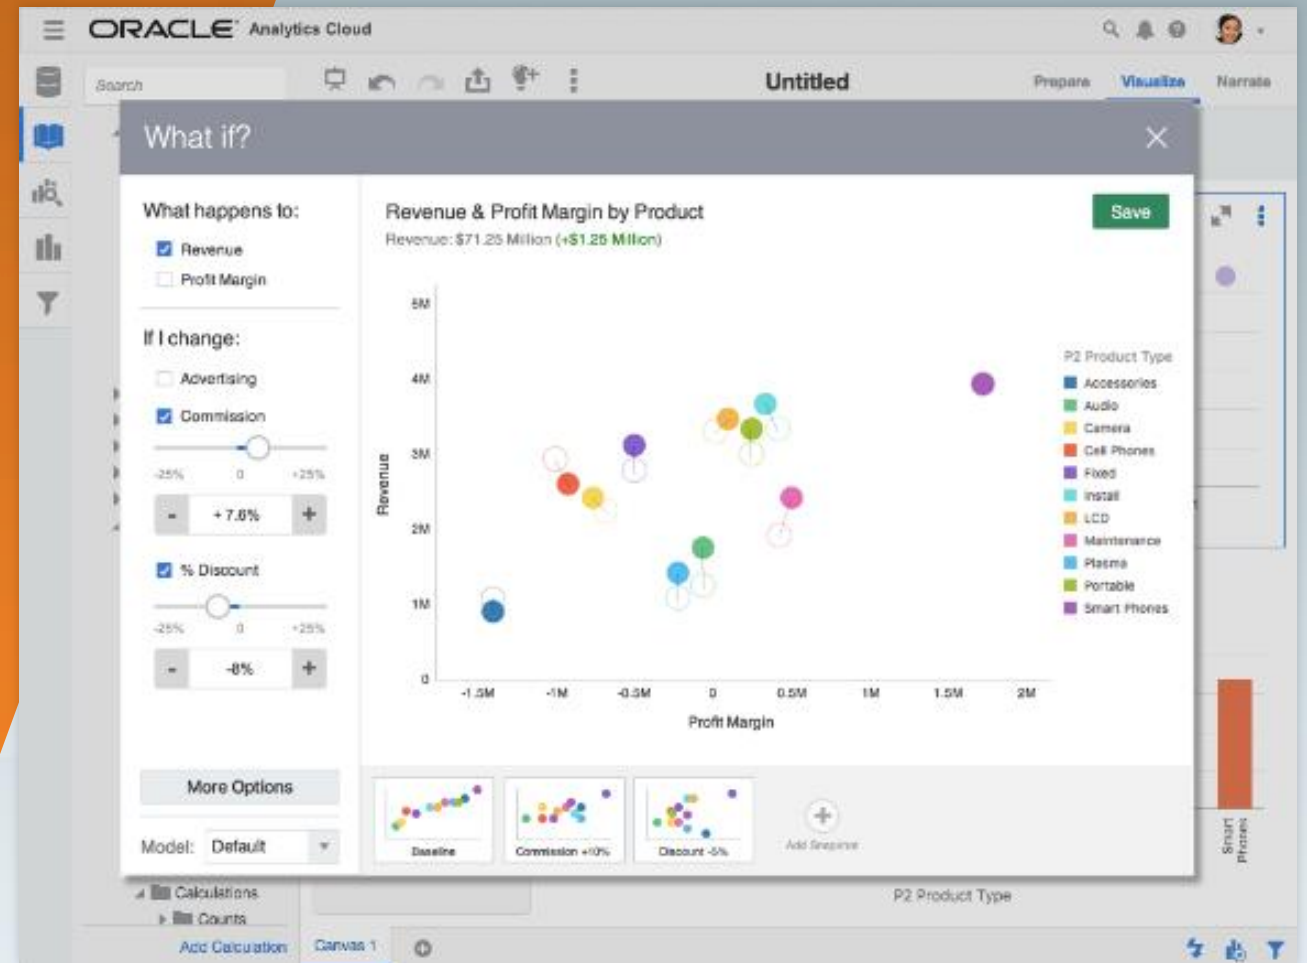 ORACLE Analytics Cloud
Search
Untitled
Prepare
Visualize
Narrate
What if?
What happens to:
Revenue
Profit Margin
If I change:
Advertising
Commission
-25%
0
+25%
-
+7.6%
+
% Discount
-25%
0
+25%
-
-8%
+
More Options
Model: Default
Revenue & Profit Margin by Product
Revenue: $71.25 Million (+$1.25 Million)
Save
5M
4M
3M
2M
1M
0
Revenue
-1.5M
-1M
-0.5M
0
0.5M
1M
1.5M
2M
Profit Margin
P2 Product Type
Accessories
Audio
Camera
Cell Phones
Fixed
Install
LCD
Maintenance
Plasma
Portable
Smart Phones
Baseline
Commission +10%
Discount -5%
Add Snapshot
Smart
Phones
P2 Product Type
Calculations
Counts
Add Calculation
Canvas 1